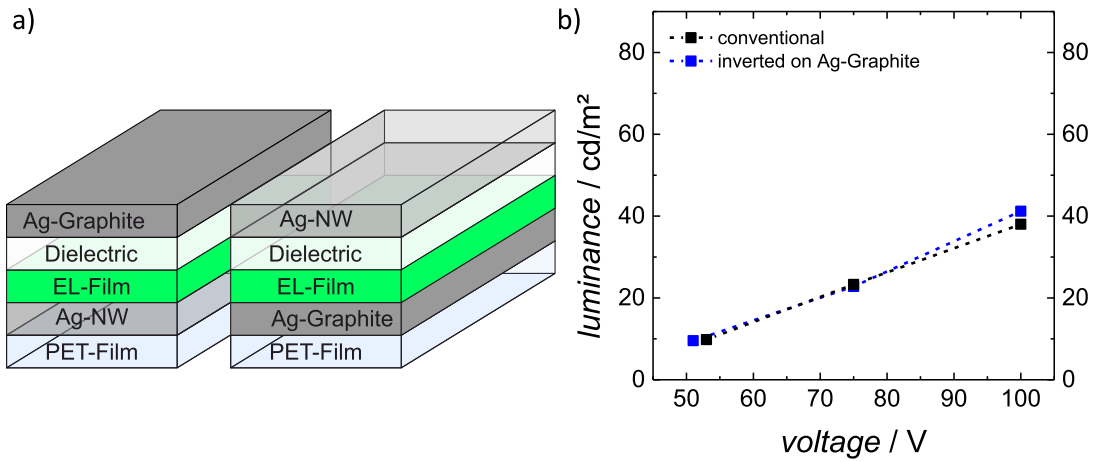 a)
Ag-Graphite
Dielectric
EL-Film
Ag-NW
PET-Film
Ag-NW
Dielectric
EL-Film
Ag-Graphite
PET-Film
b)
conventional
inverted on Ag-Graphite
luminance / cd/m²
80
60
40
20
0
80
60
40
20
0
50 60 70 80 90 100
voltage / V